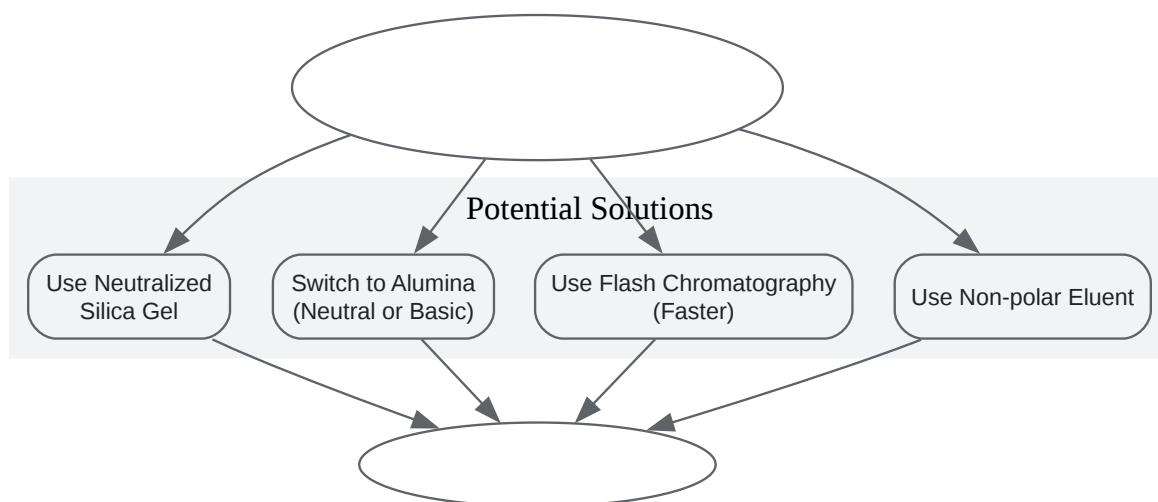 Potential Solutions
Use Neutralized
Silica Gel
Switch to Alumina
(Neutral or Basic)
Use Flash Chromatography
(Faster)
Use Non-polar Eluent